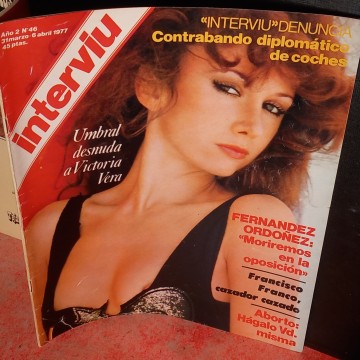 Año 2 Nº 46
31 marzo - 6 abril 1977
45 ptas.
interviu
«INTERVIU» DENUNCIA
Contrabando diplomático
de coches
Umbral
desnuda
a Victoria
Vera
FERNANDEZ
ORDOÑEZ:
«Moriremos
en la
oposición»
Francisco
Franco,
cazador cazado
Aborto:
Hágalo Vd.
misma